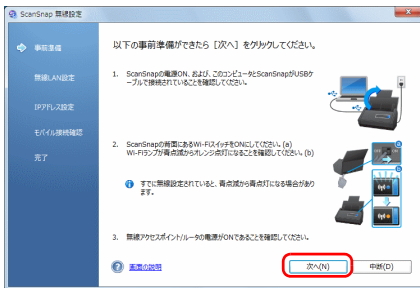 ScanSnap 無線設定
事前準備
無線LAN設定
IPアドレス設定
モバイル接続確認
完了
以下の事前準備ができたら［次へ］をクリックしてください。
1. ScanSnapの電源ON、および、このコンピュータとScanSnapがUSBケ
ーブルで接続されていることを確認してください。
2. ScanSnapの背面にあるWi-FiスイッチをONにしてください。(a)
Wi-Fiランプが青点滅からオレンジ点灯になることを確認してください。(b)
すでに無線設定されていると、青点滅から青点灯になる場合があり
ます。
3. 無線アクセスポイント/ルータの電源がONであることを確認してください。
a
b
画面の説明
次へ(N)
中断(D)